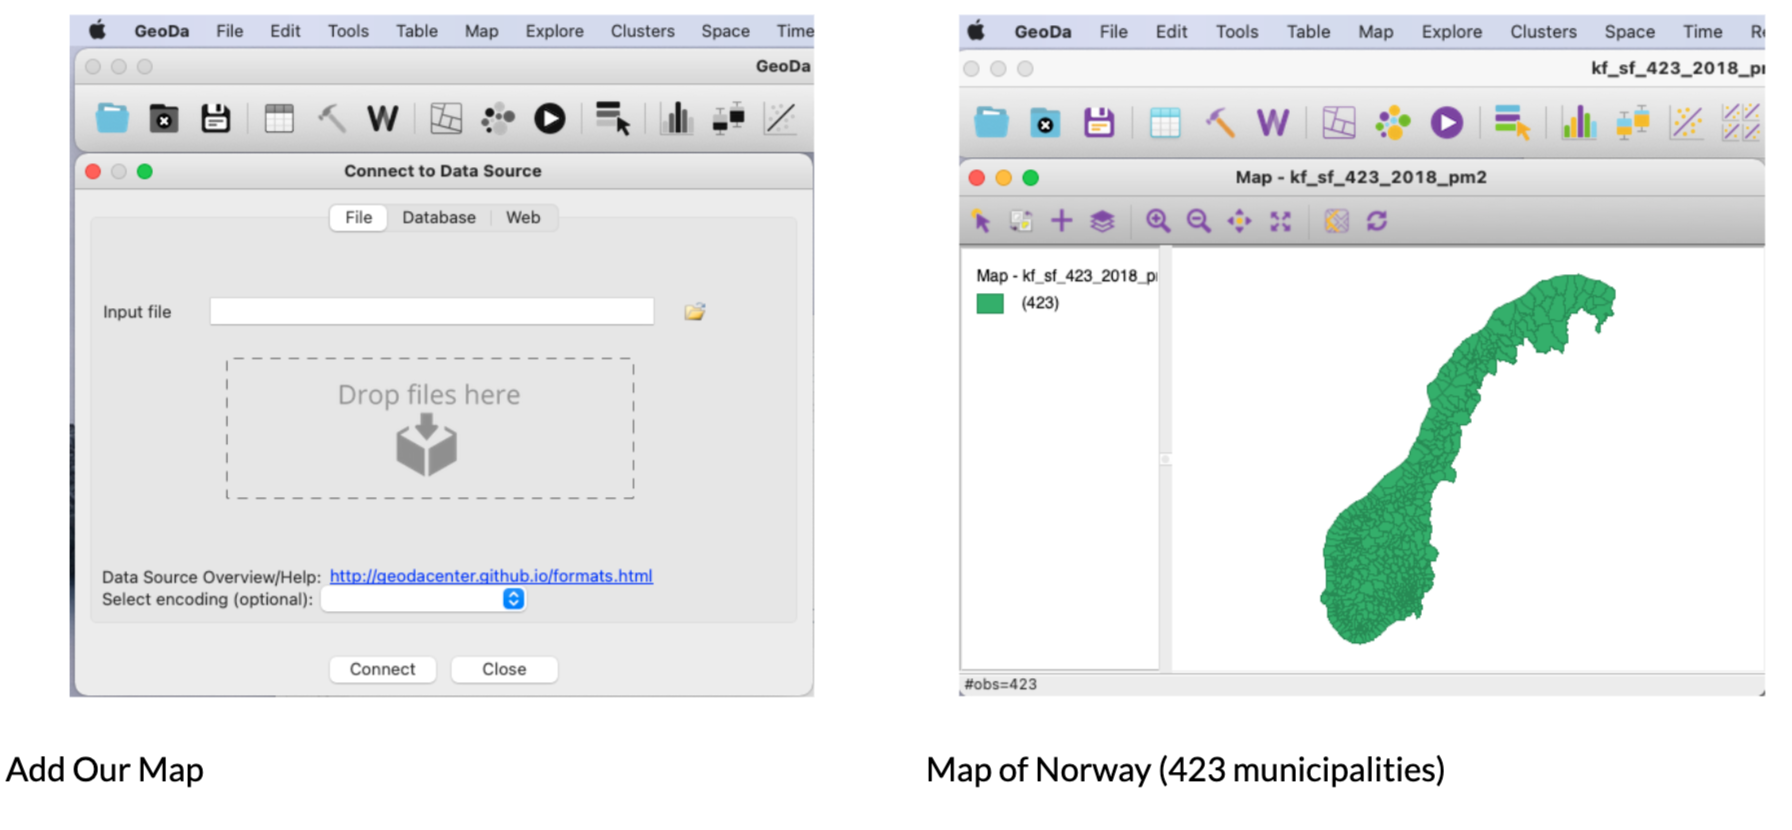 GeoDa File Edit Tools Table Map Explore Clusters Space Time
GeoDa
W
Connect to Data Source
File Database Web
Input file
Drop files here
Data Source Overview/Help: http://geodacenter.github.io/formats.html
Select encoding (optional):
Connect Close
Add Our Map
GeoDa File Edit Tools Table Map Explore Clusters Space Time
kf_sf_423_2018_p
W
Map - kf_sf_423_2018_pm2
Map - kf_sf_423_2018_p
(423)
#obs=423
Map of Norway (423 municipalities)